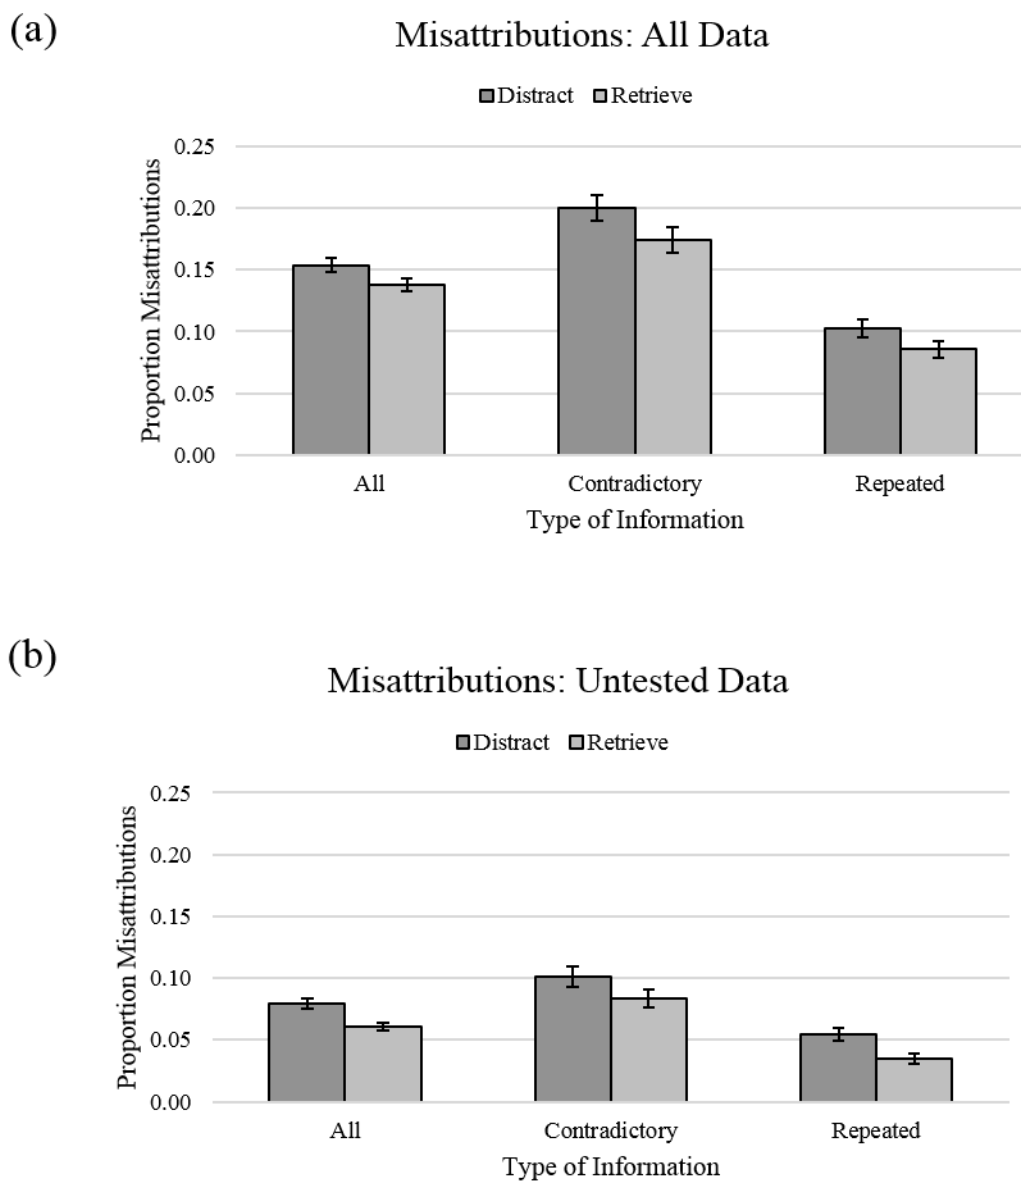 (a)
Misattributions: All Data
Distract Retrieve
Proportion Misattributions
0.25
0.20
0.15
0.10
0.05
0.00
All Contradictory Repeated
Type of Information
(b)
Misattributions: Untested Data
Distract Retrieve
Proportion Misattributions
0.25
0.20
0.15
0.10
0.05
0.00
All Contradictory Repeated
Type of Information